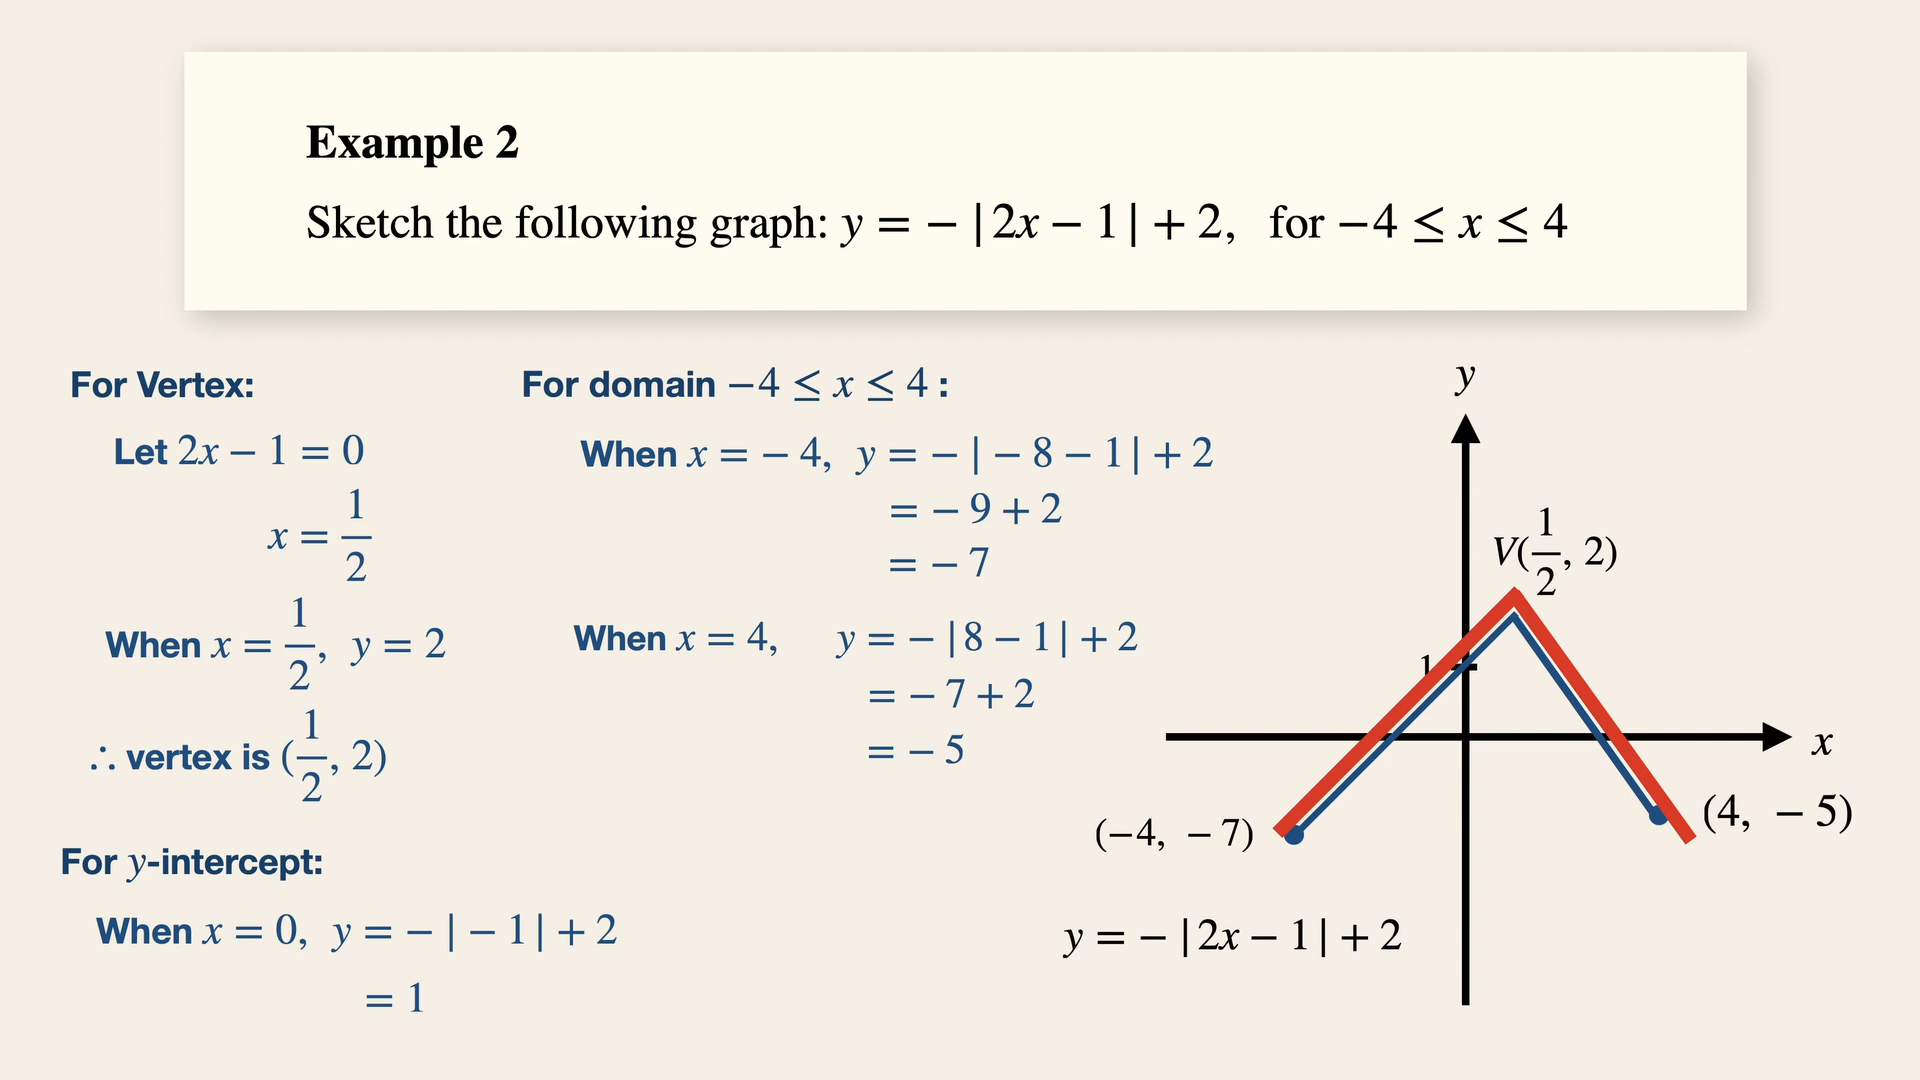 Example 2
Sketch the following graph: y = − |2x − 1| + 2, for −4 ≤ x ≤ 4
For Vertex:
Let 2x − 1 = 0
x = 1/2
When x = 1/2, y = 2
∴ vertex is (1/2, 2)
For y-intercept:
When x = 0, y = − | − 1| + 2
= 1
For domain −4 ≤ x ≤ 4 :
When x = − 4, y = − | − 8 − 1| + 2
= − 9 + 2
= − 7
When x = 4, y = − |8 − 1| + 2
= − 7 + 2
= − 5
y
V(1/2, 2)
1
x
(4, − 5)
(−4, − 7)
y = − |2x − 1| + 2